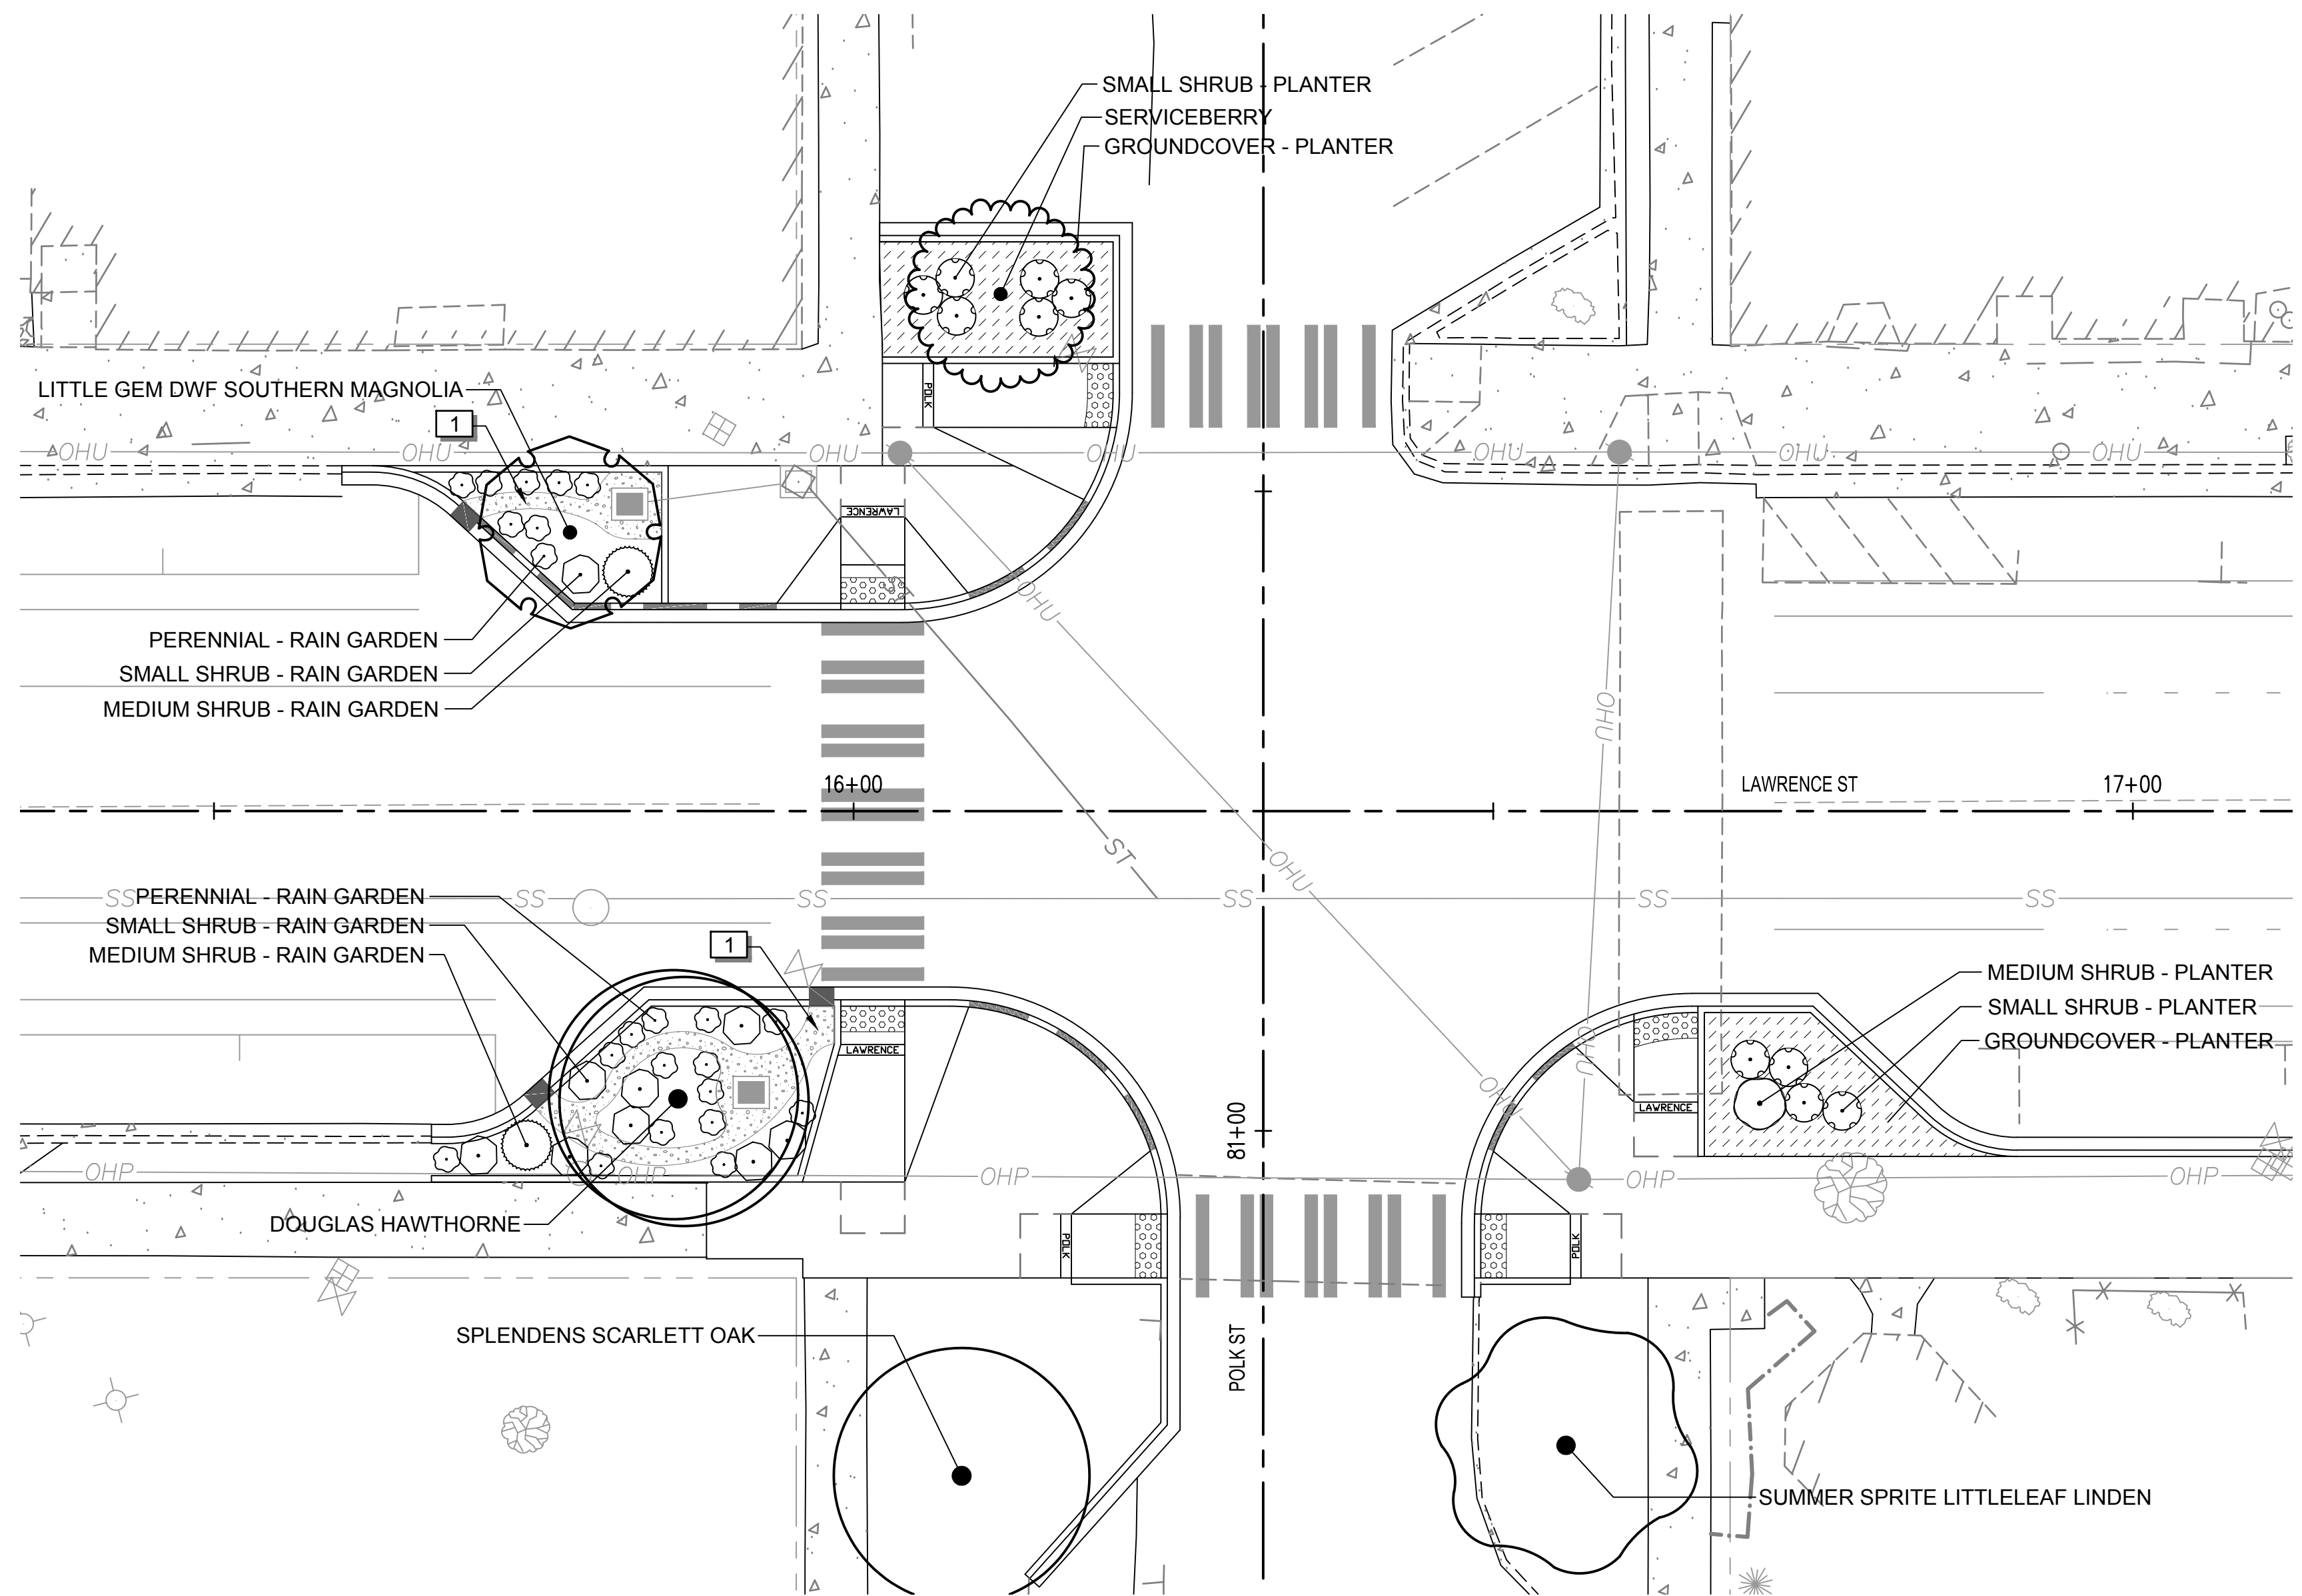 SMALL SHRUB - PLANTER
SERVICEBERRY
GROUNDCOVER - PLANTER
LITTLE GEM DWF SOUTHERN MAGNOLIA
POLK
1
OHU
OHU
OHU
OHU
OHU
OHU
OHU
LAWRENCE
ST
OHU
PERENNIAL - RAIN GARDEN
SMALL SHRUB - RAIN GARDEN
MEDIUM SHRUB - RAIN GARDEN
OHU
16+00
LAWRENCE ST
17+00
ST
OHU
PERENNIAL - RAIN GARDEN
SS
SS
SS
SS
SS
SS
SMALL SHRUB - RAIN GARDEN
1
MEDIUM SHRUB - RAIN GARDEN
MEDIUM SHRUB - PLANTER
SMALL SHRUB - PLANTER
GROUNDCOVER - PLANTER
LAWRENCE
OHU
OHU
LAWRENCE
81+00
OHP
OHP
OHP
OHP
OHP
DOUGLAS HAWTHORNE
POLK
POLK
SPLENDENS SCARLETT OAK
POLK ST
SUMMER SPRITE LITTLELEAF LINDEN